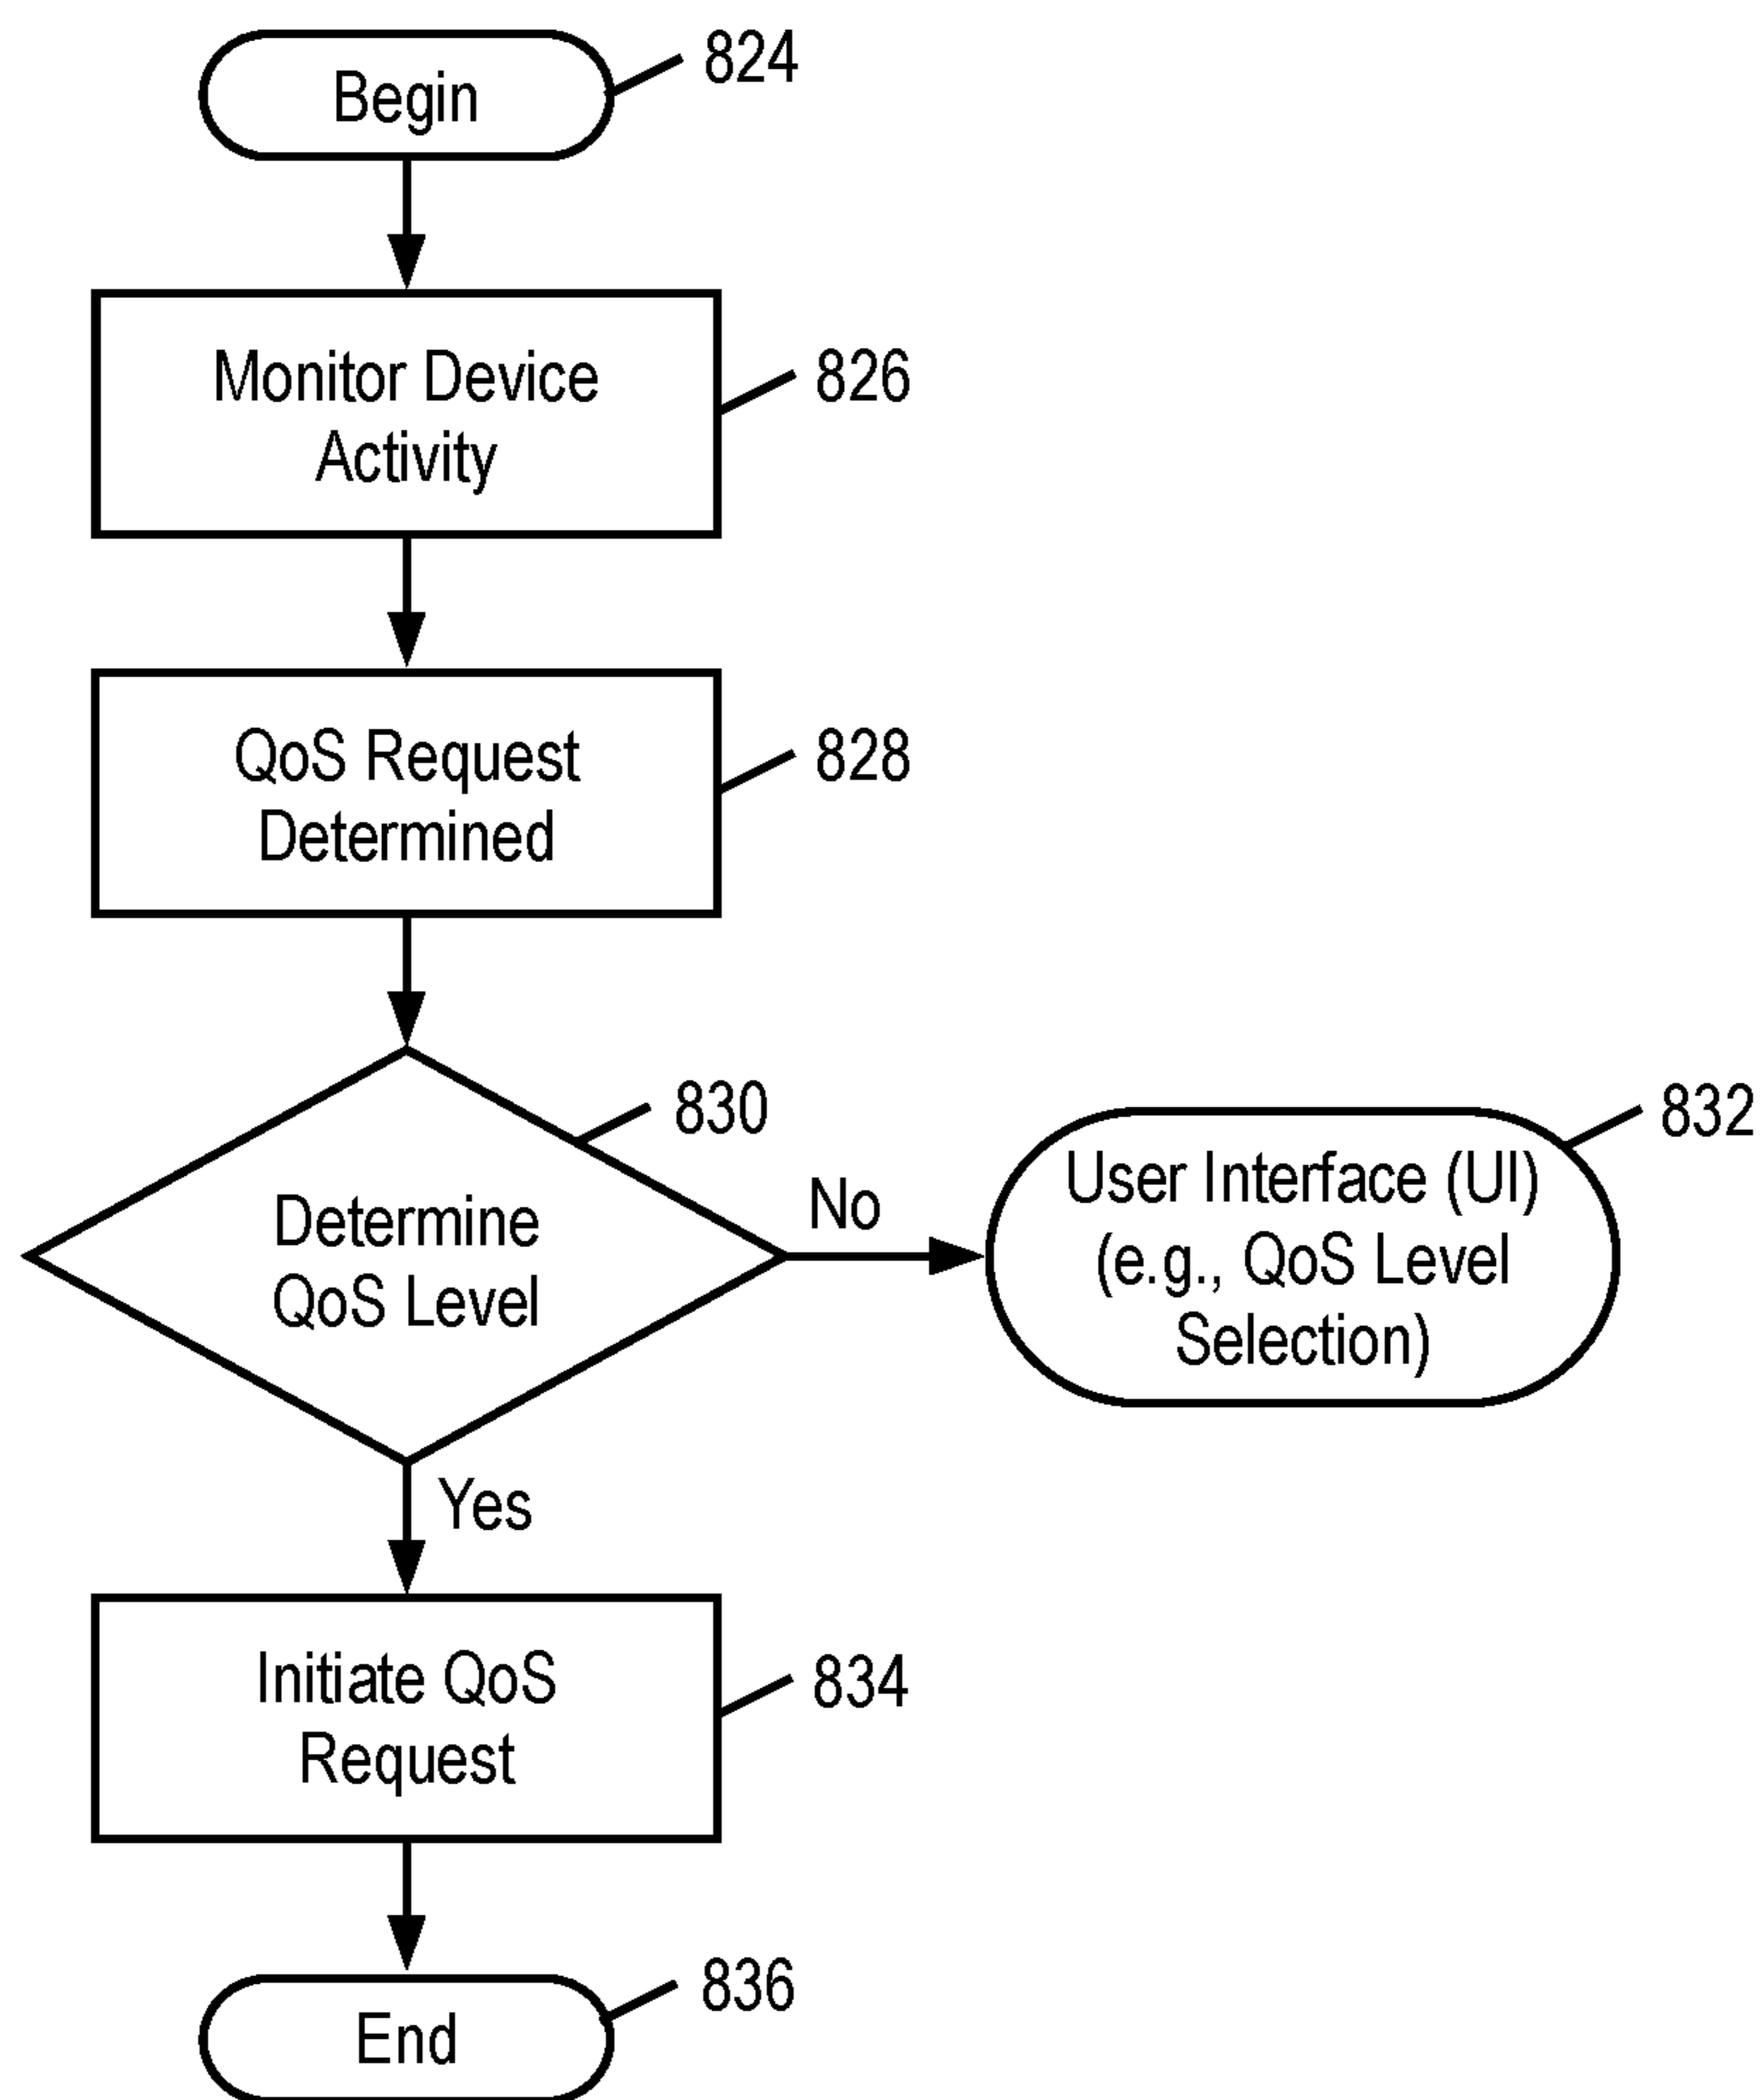 Begin
824
Monitor Device
Activity
826
QoS Request
Determined
828
Determine
QoS Level
830
No
User Interface (UI)
(e.g., QoS Level
Selection)
832
Yes
Initiate QoS
Request
834
End
836